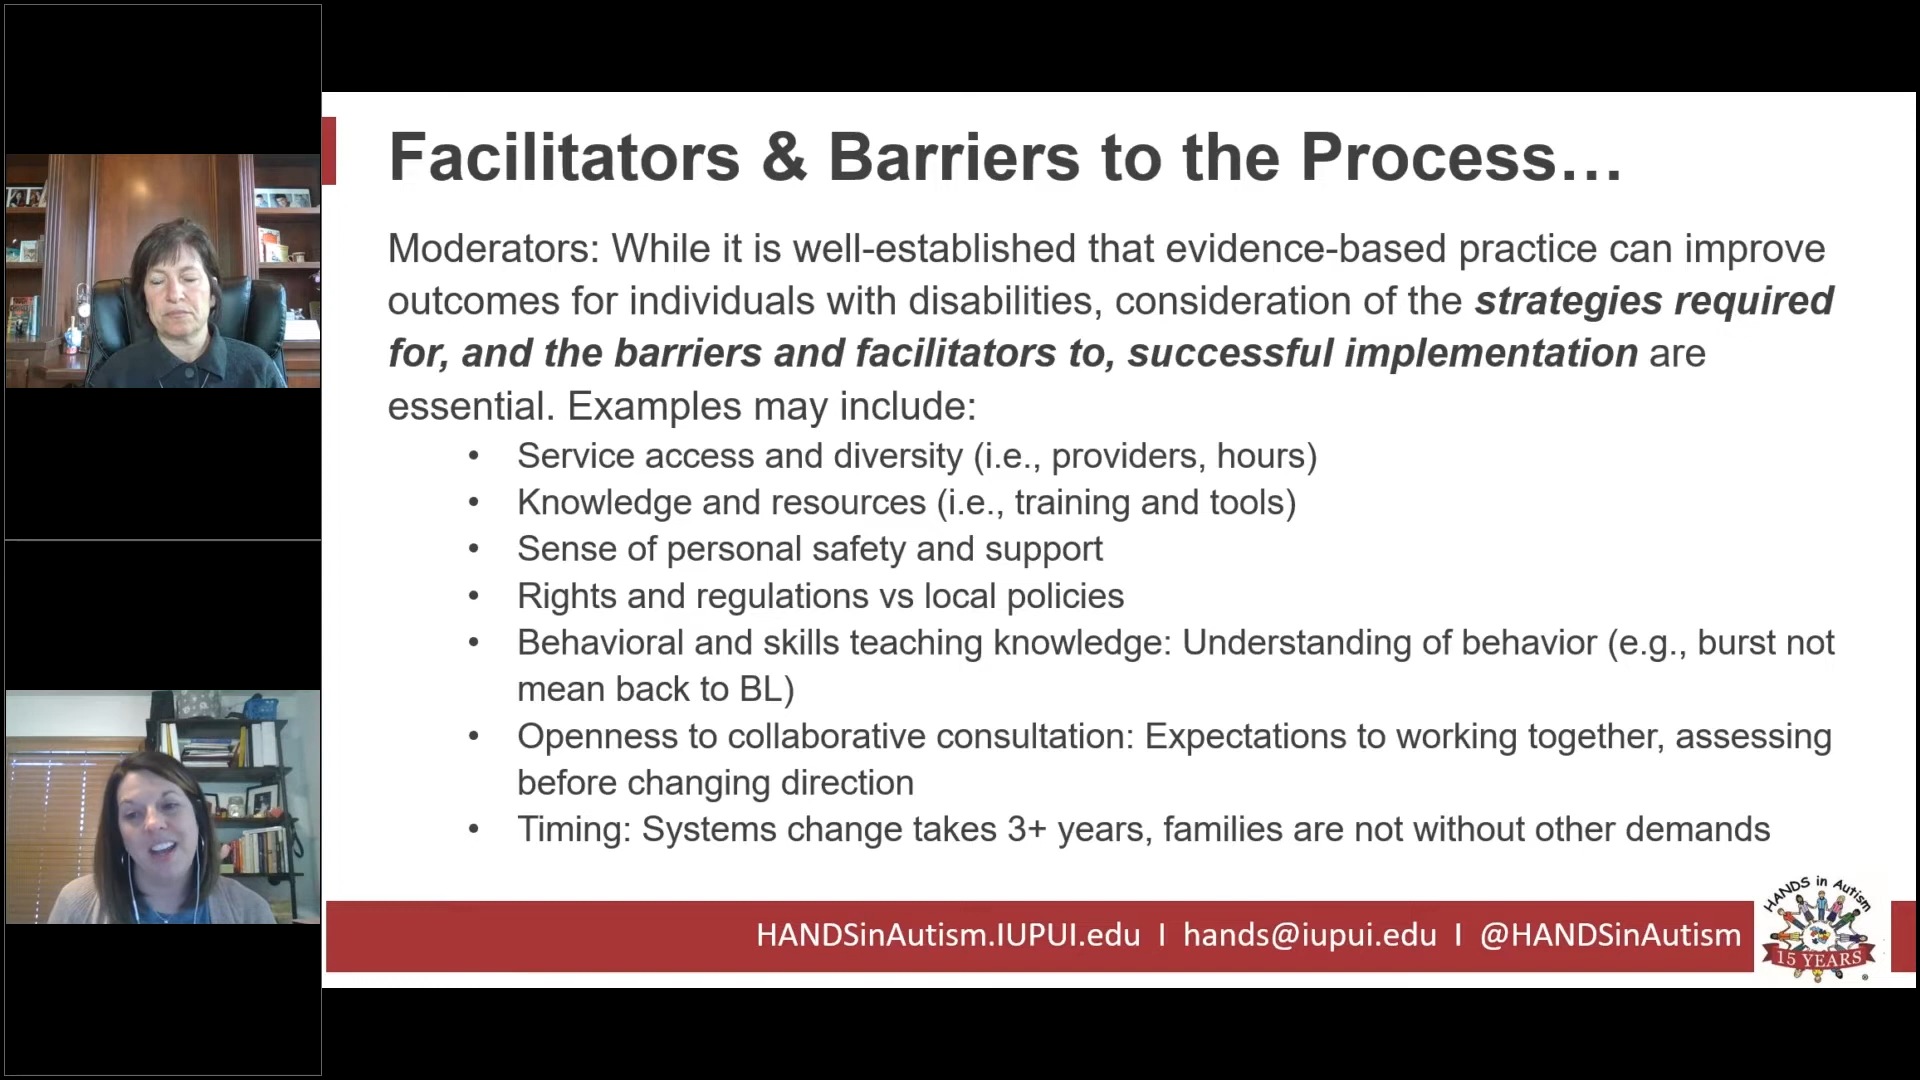 Facilitators & Barriers to the Process…
Moderators: While it is well-established that evidence-based practice can improve
outcomes for individuals with disabilities, consideration of the strategies required
for, and the barriers and facilitators to, successful implementation are
essential. Examples may include:
• Service access and diversity (i.e., providers, hours)
• Knowledge and resources (i.e., training and tools)
• Sense of personal safety and support
• Rights and regulations vs local policies
• Behavioral and skills teaching knowledge: Understanding of behavior (e.g., burst not
mean back to BL)
• Openness to collaborative consultation: Expectations to working together, assessing
before changing direction
• Timing: Systems change takes 3+ years, families are not without other demands
HANDSinAutism.IUPUI.edu I hands@iupui.edu I @HANDSinAutism
HANDS in Autism
15 YEARS
®